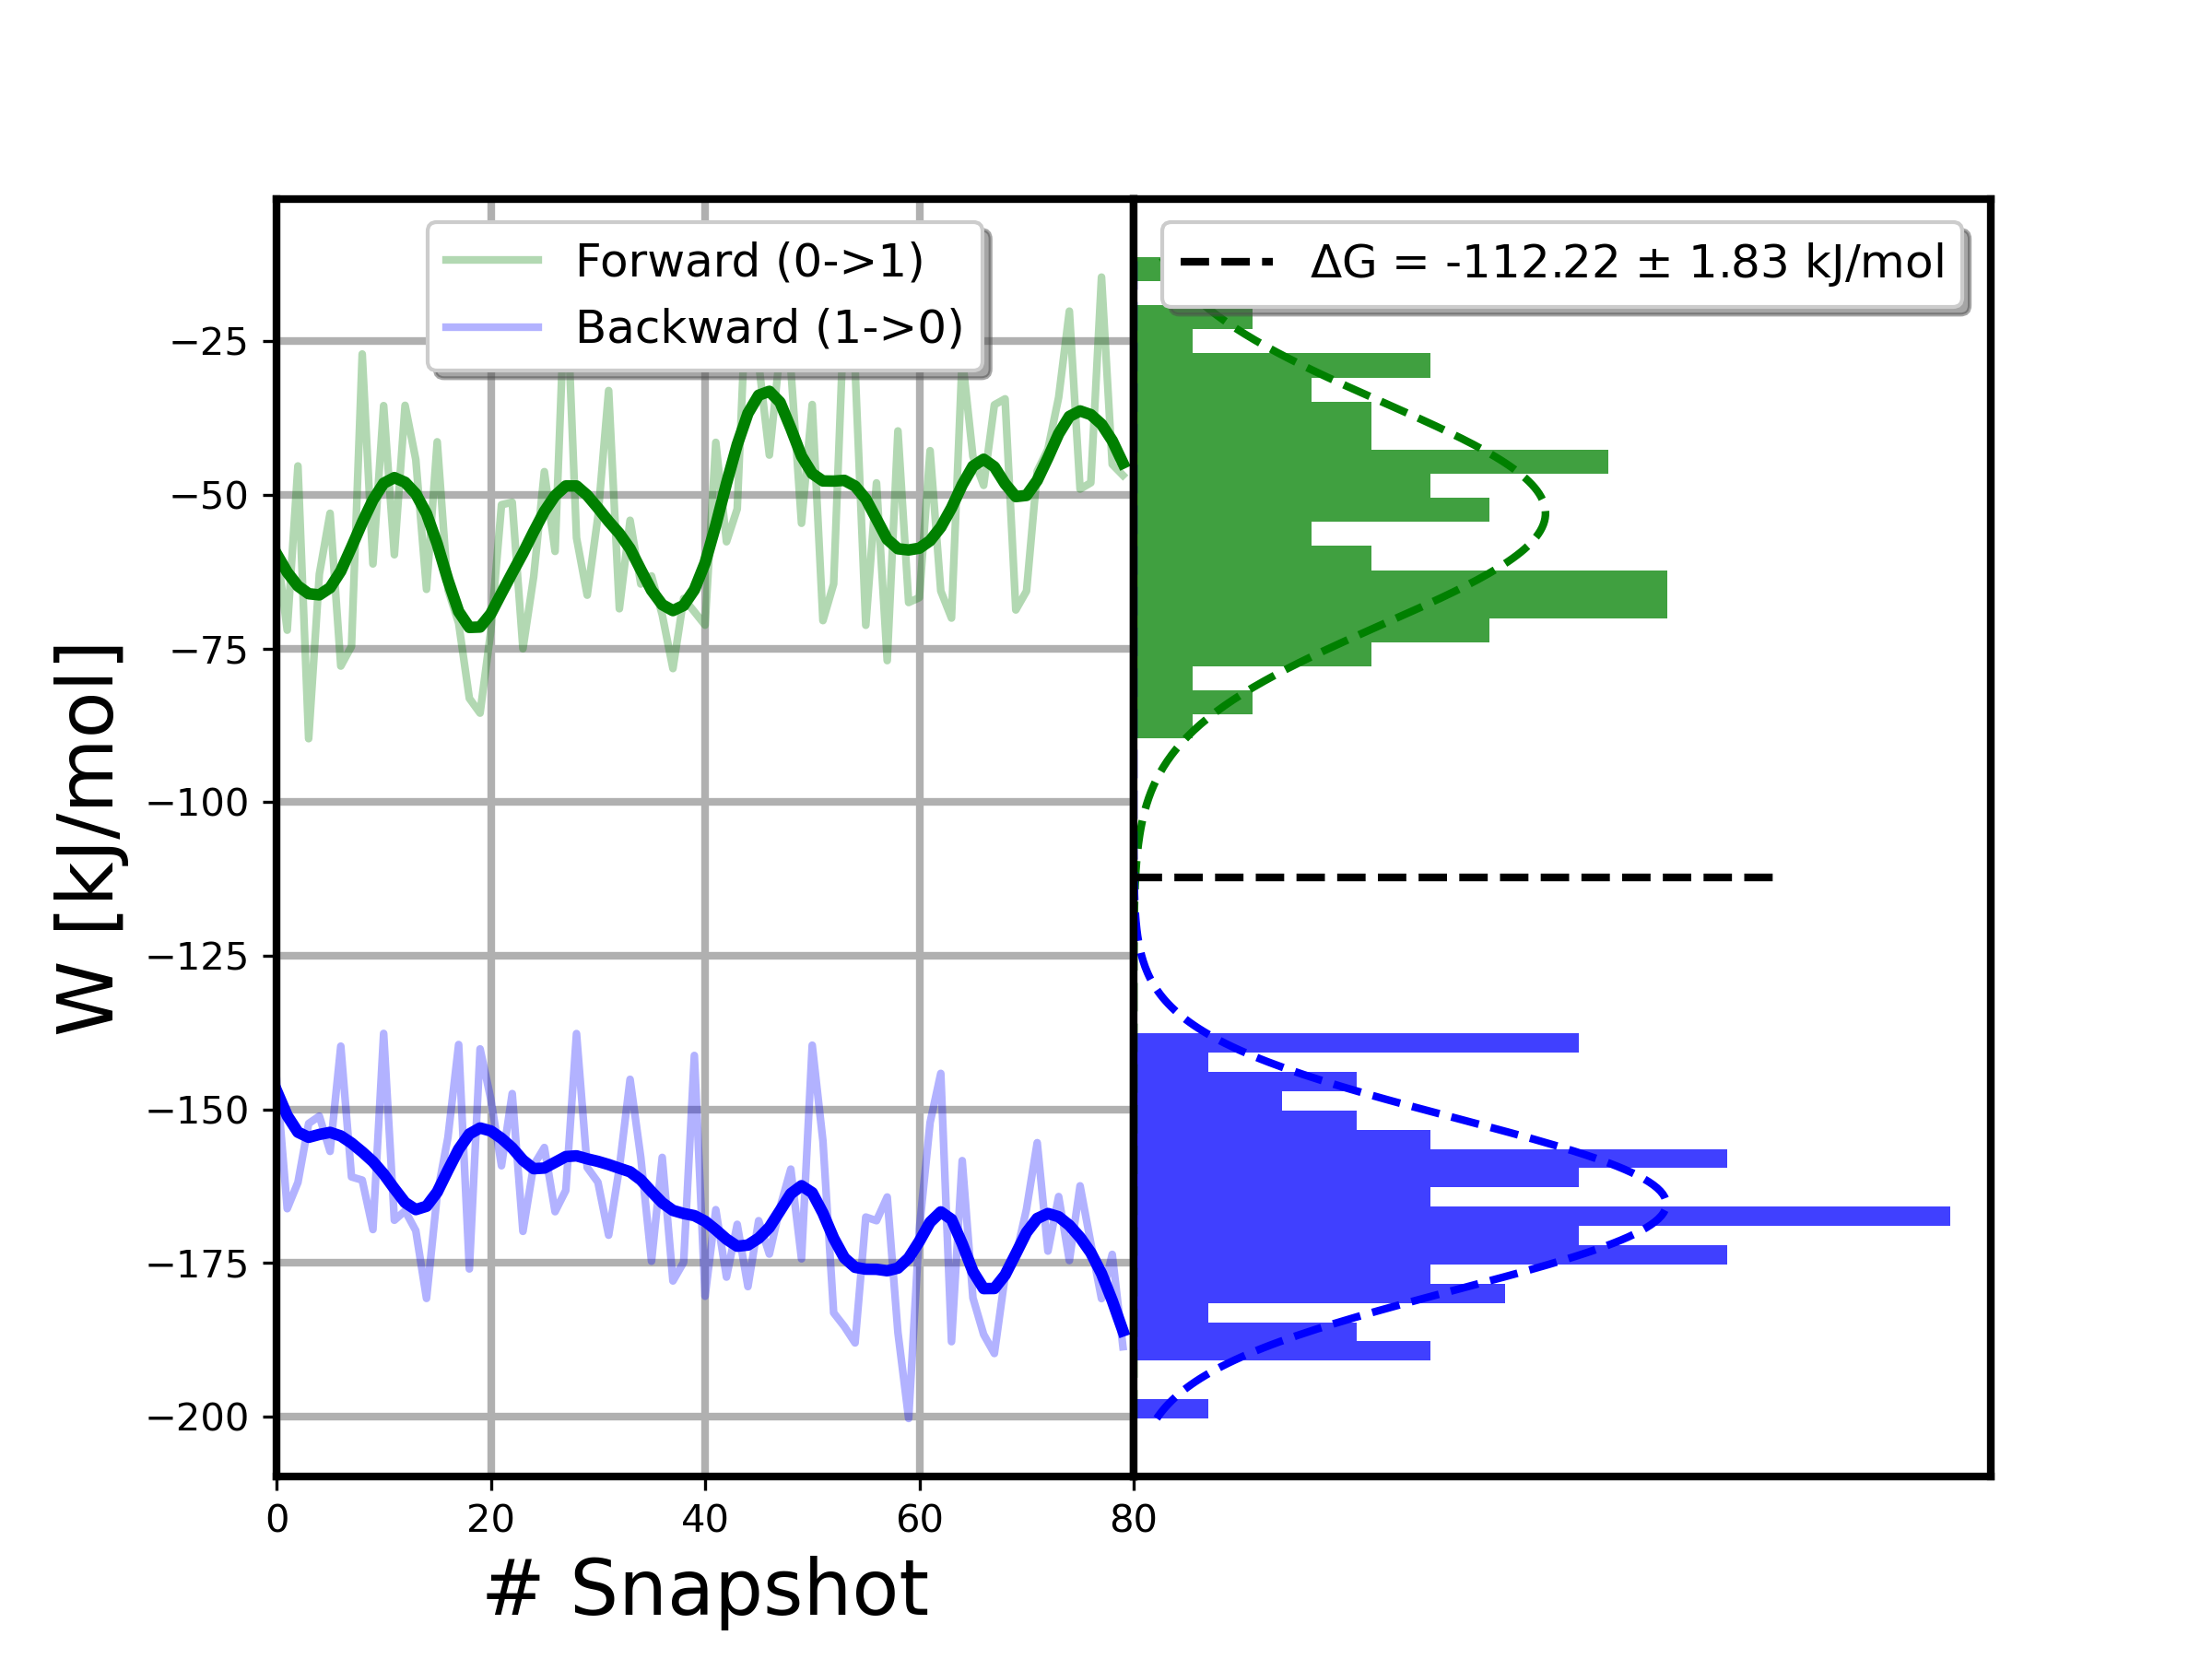 Forward (0->1)
Backward (1->0)
ΔG = -112.22 ± 1.83 kJ/mol
W [kJ/mol]
−25
−50
−75
−100
−125
−150
−175
−200
0 20 40 60 80
# Snapshot